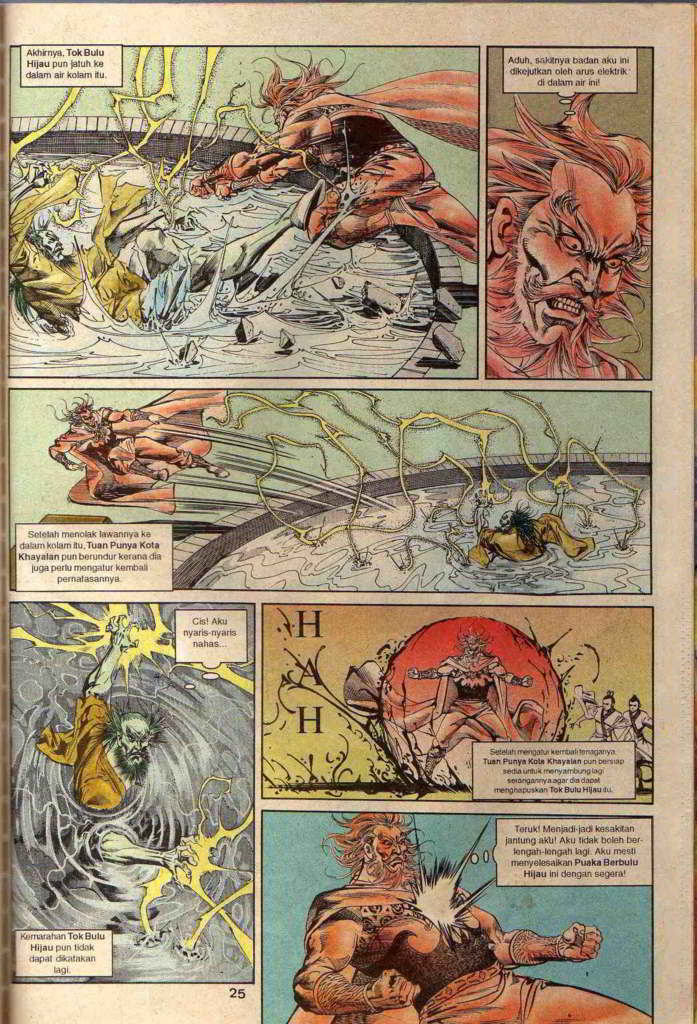 Akhirnya, Tok Bulu
Hijau pun jatuh ke
dalam air kolam itu.
Aduh, sakitnya badan aku ini
dikejutkan oleh arus elektrik
di dalam air ini!
Setelah menolak lawannya ke
dalam kolam itu, Tuan Punya Kota
Khayalan pun berundur kerana dia
juga perlu mengatur kembali
pernafasannya.
Cis! Aku
nyaris-nyaris
nahas...
Kemarahan Tok Bulu
Hijau pun tidak
dapat dikatakan
lagi.
H
A
H
Setelah mengatur kembali tenaganya,
Tuan Punya Kota Khayalan pun bersiap
sedia untuk menyambung lagi
serangannya agar dia dapat
menghapuskan Tok Bulu Hijau itu.
Teruk! Menjadi-jadi kesakitan
jantung aku! Aku tidak boleh ber-
lengah-lengah lagi. Aku mesti
menyelesaikan Puaka Berbulu
Hijau ini dengan segera!
25